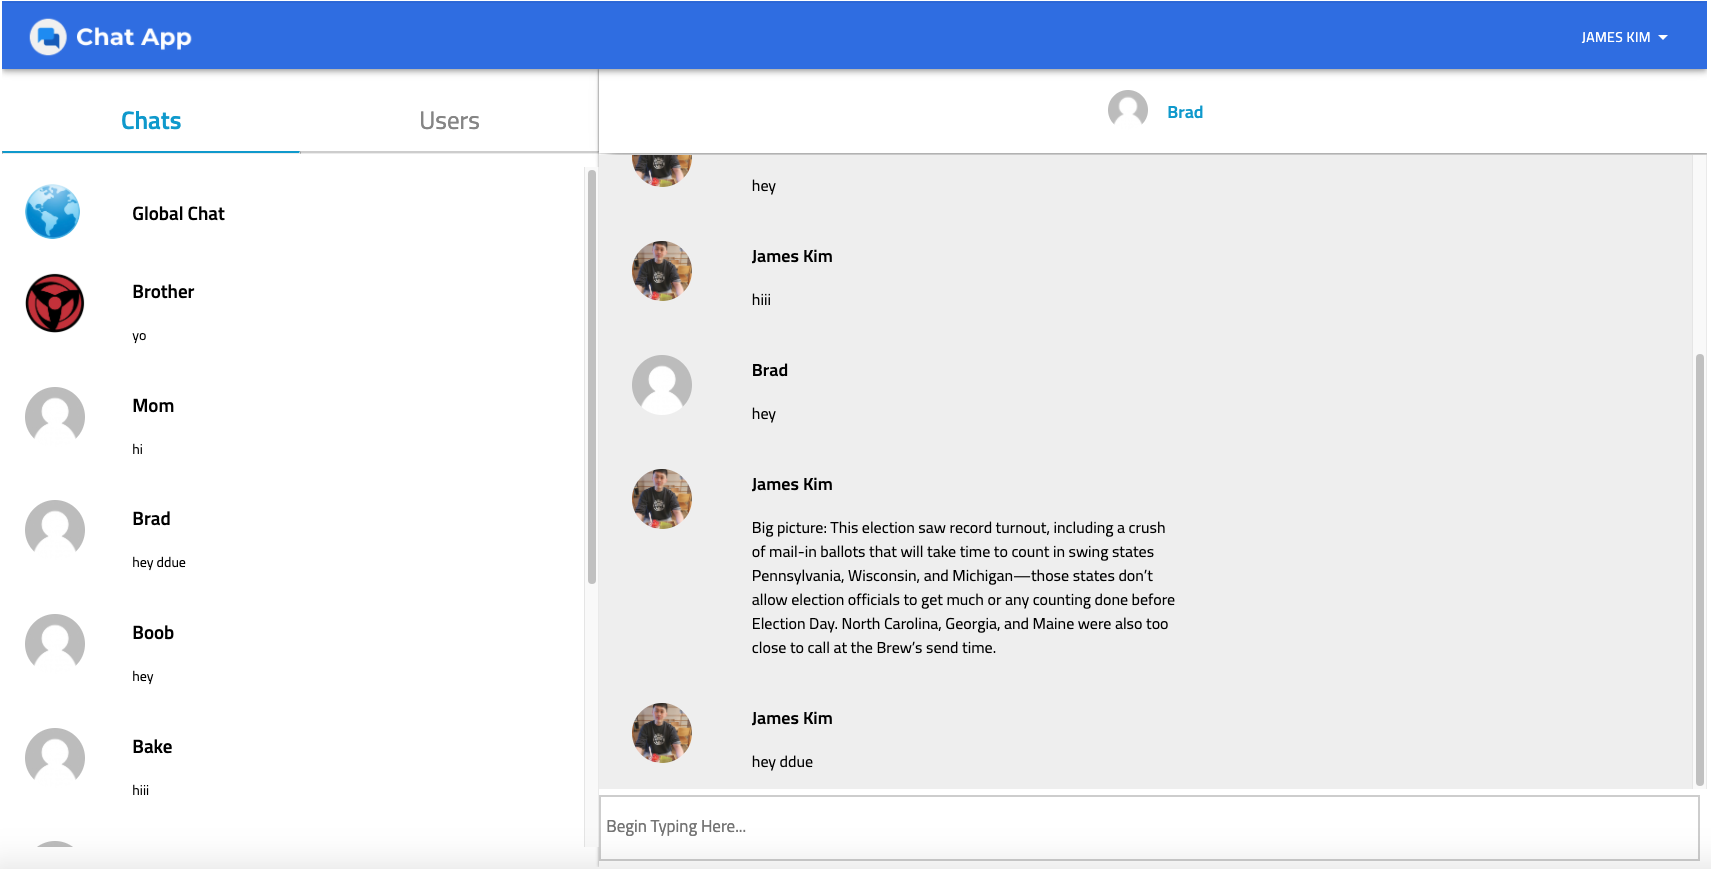 Chat App
JAMES KIM
Chats
Users
Global Chat
Brother
yo
Mom
hi
Brad
hey ddue
Boob
hey
Bake
hiii
Brad
hey
James Kim
hiii
Brad
hey
James Kim
Big picture: This election saw record turnout, including a crush
of mail-in ballots that will take time to count in swing states
Pennsylvania, Wisconsin, and Michigan—those states don’t
allow election officials to get much or any counting done before
Election Day. North Carolina, Georgia, and Maine were also too
close to call at the Brew’s send time.
James Kim
hey ddue
Begin Typing Here...